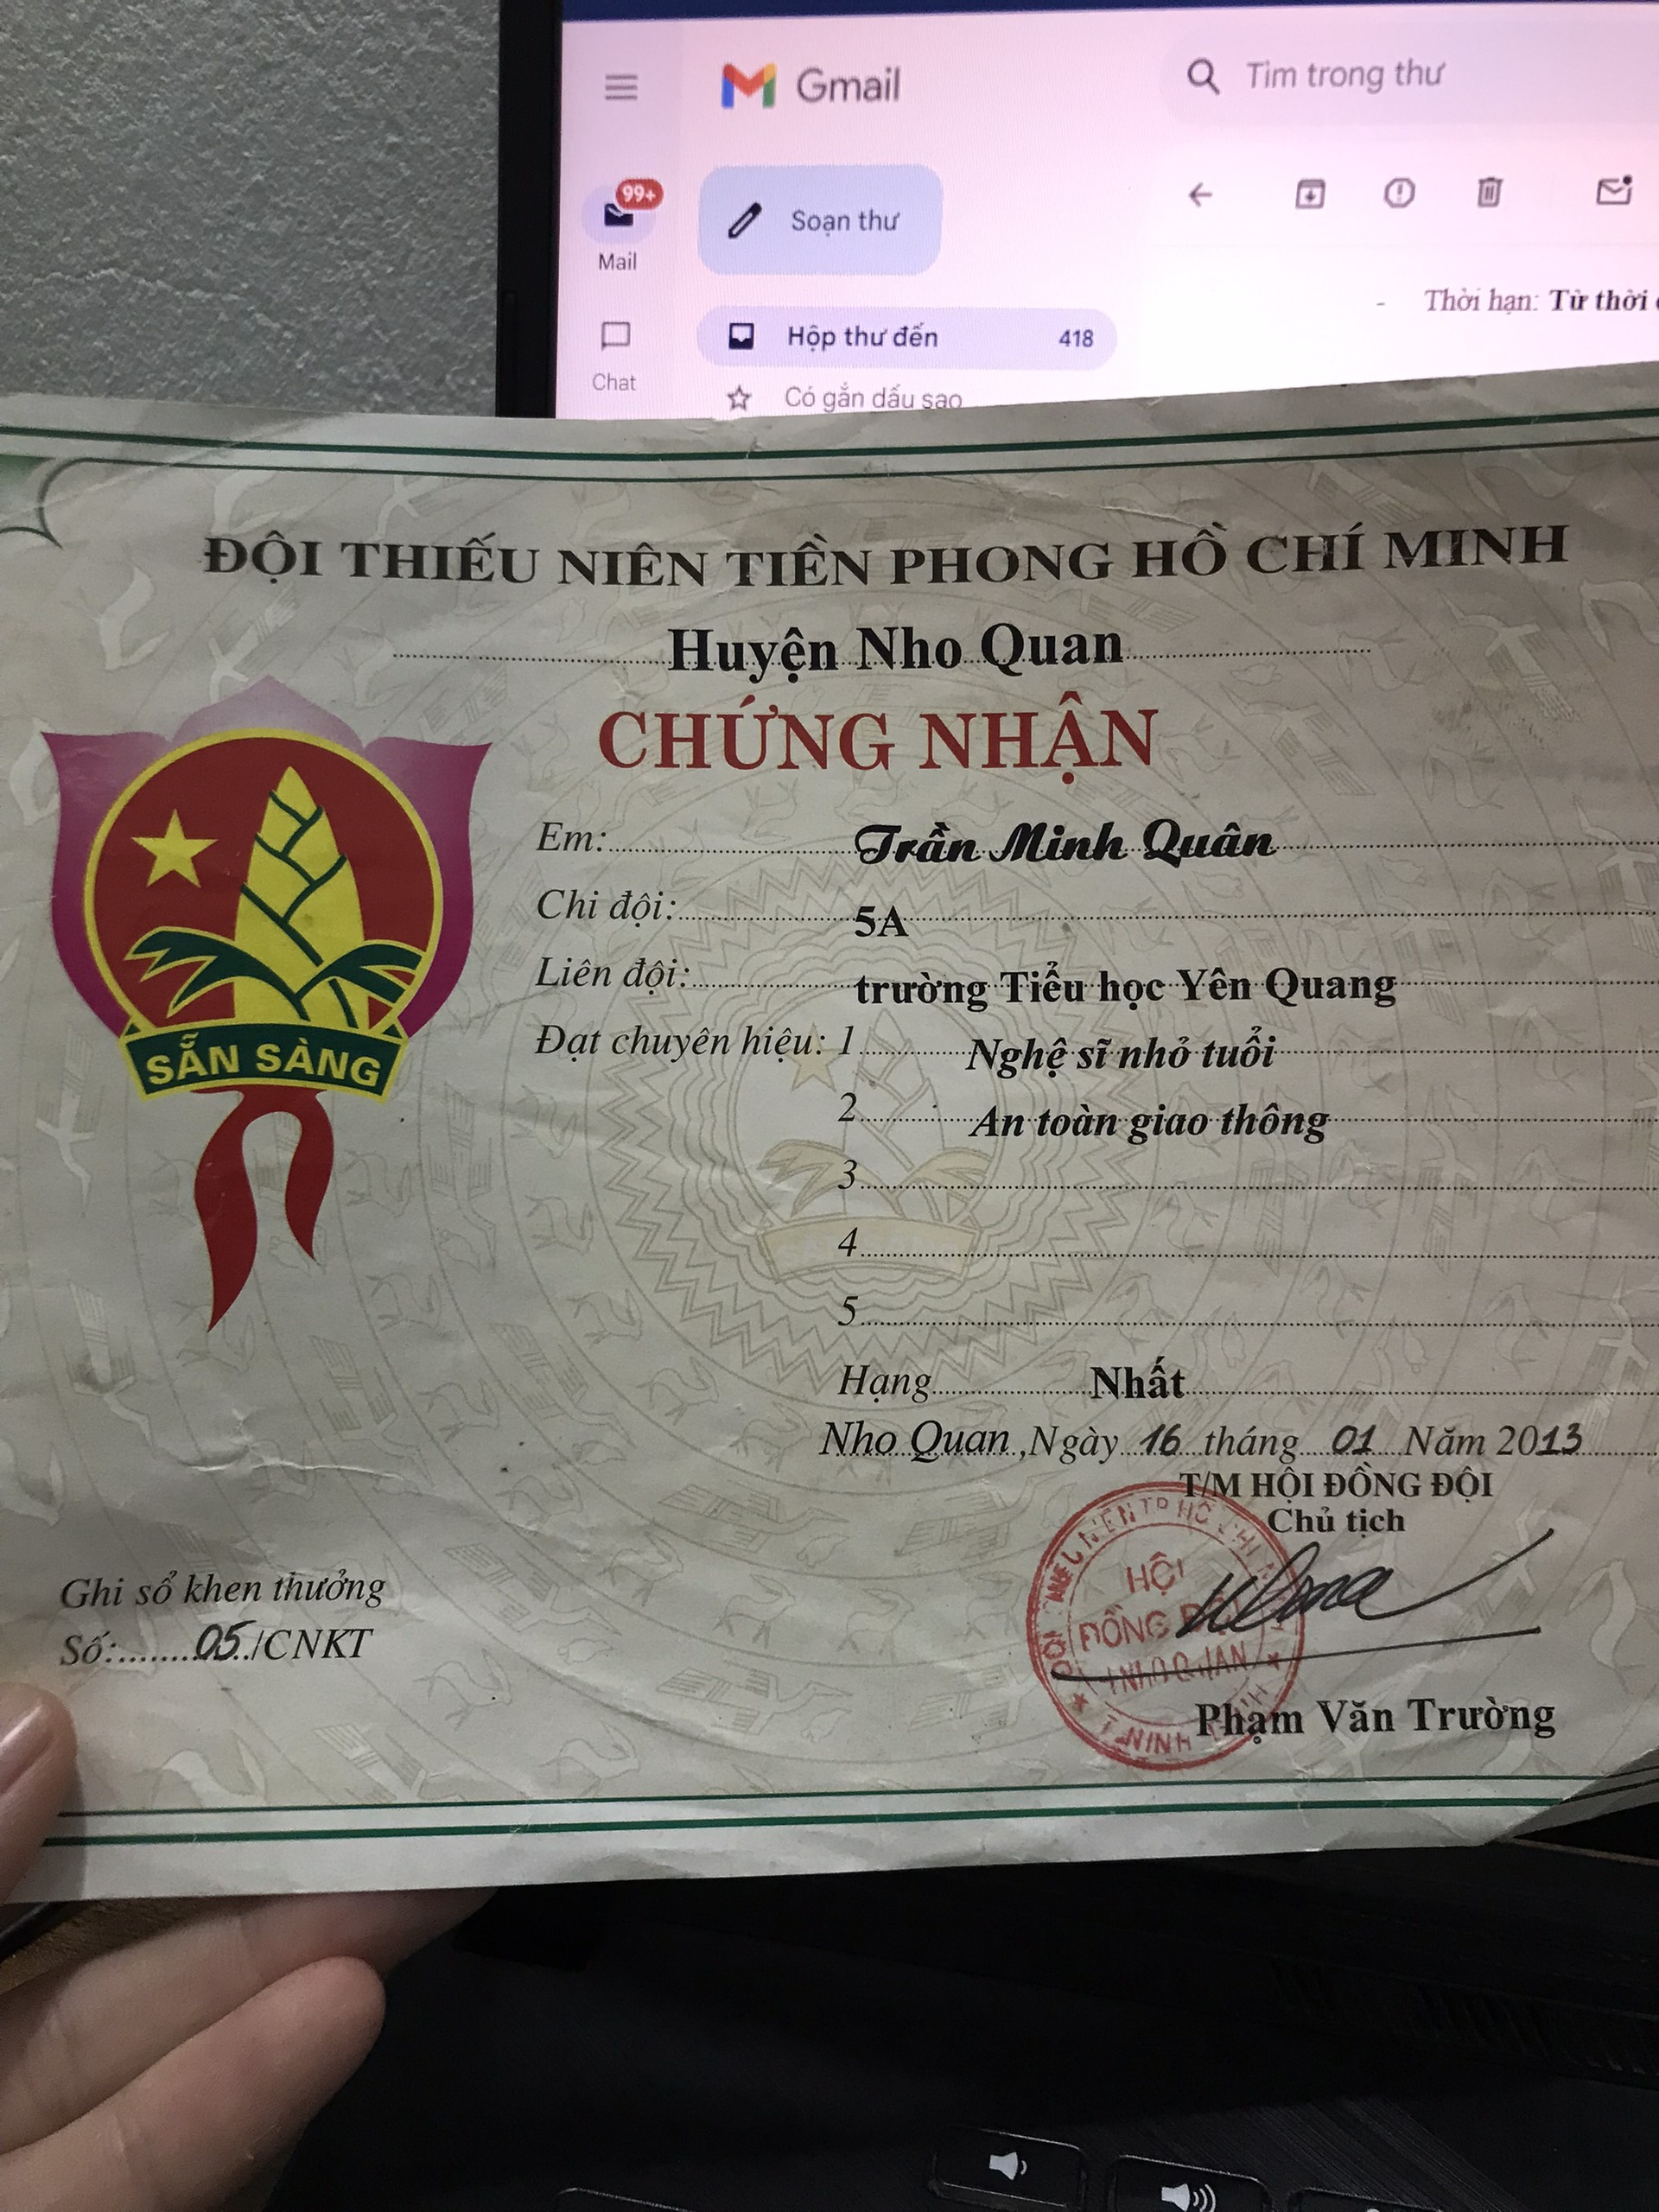 Gmail
Tìm trong thư
99+
Mail
Soạn thư
Chat
Hộp thư đến 418
Có gắn dấu sao
- Thời hạn: Từ thời
ĐỘI THIẾU NIÊN TIỀN PHONG HỒ CHÍ MINH
Huyện Nho Quan
CHỨNG NHẬN
Em: Trần Minh Quân
Chi đội: 5A
Liên đội: trường Tiểu học Yên Quang
Đạt chuyên hiệu: 1 Nghệ sĩ nhỏ tuổi
2 An toàn giao thông
3
4
5
SẴN SÀNG
Hạng Nhất
Nho Quan, Ngày 16 tháng 01 Năm 2013
T/M HỘI ĐỒNG ĐỘI
Chủ tịch
HỘI
ĐỒNG ĐỘI
Phạm Văn Trường
Ghi sổ khen thưởng
Số:........05../CNKT